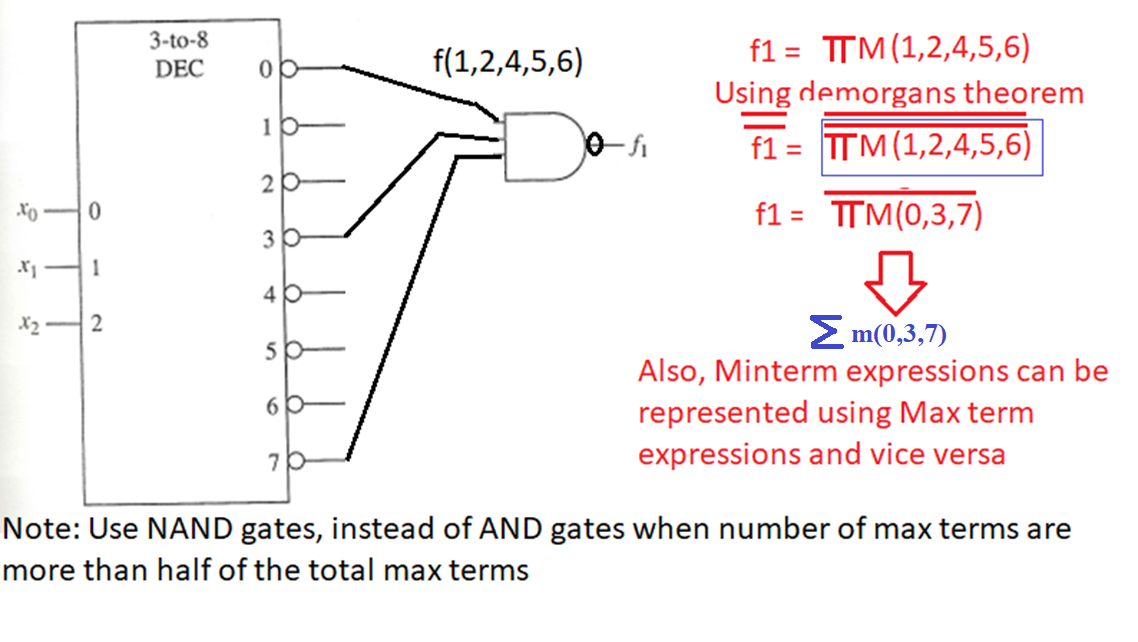 3-to-8
DEC
0
1
2
3
4
5
6
7
x₀ 0
x₁ 1
x₂ 2
f(1,2,4,5,6)
f₁
f1 = ΠM(1,2,4,5,6)
Using demorgans theorem
f1 = ΠM(1,2,4,5,6)
f1 = ΠM(0,3,7)
Σ m(0,3,7)
Also, Minterm expressions can be
represented using Max term
expressions and vice versa
Note: Use NAND gates, instead of AND gates when number of max terms are
more than half of the total max terms